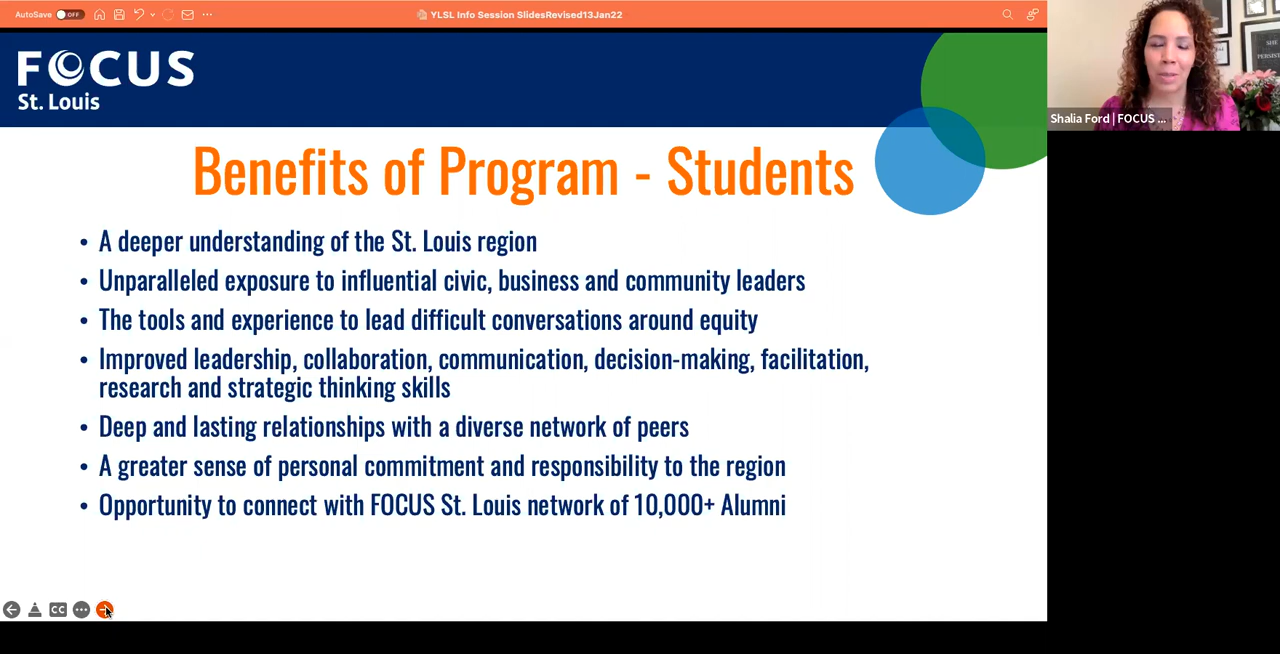 AutoSave OFF
YLSL Info Session SlidesRevised13Jan22
FOCUS
St. Louis
Benefits of Program - Students
• A deeper understanding of the St. Louis region
• Unparalleled exposure to influential civic, business and community leaders
• The tools and experience to lead difficult conversations around equity
• Improved leadership, collaboration, communication, decision-making, facilitation,
research and strategic thinking skills
• Deep and lasting relationships with a diverse network of peers
• A greater sense of personal commitment and responsibility to the region
• Opportunity to connect with FOCUS St. Louis network of 10,000+ Alumni
CC
SHE
PERSISTED
Shalia Ford | FOCUS ...